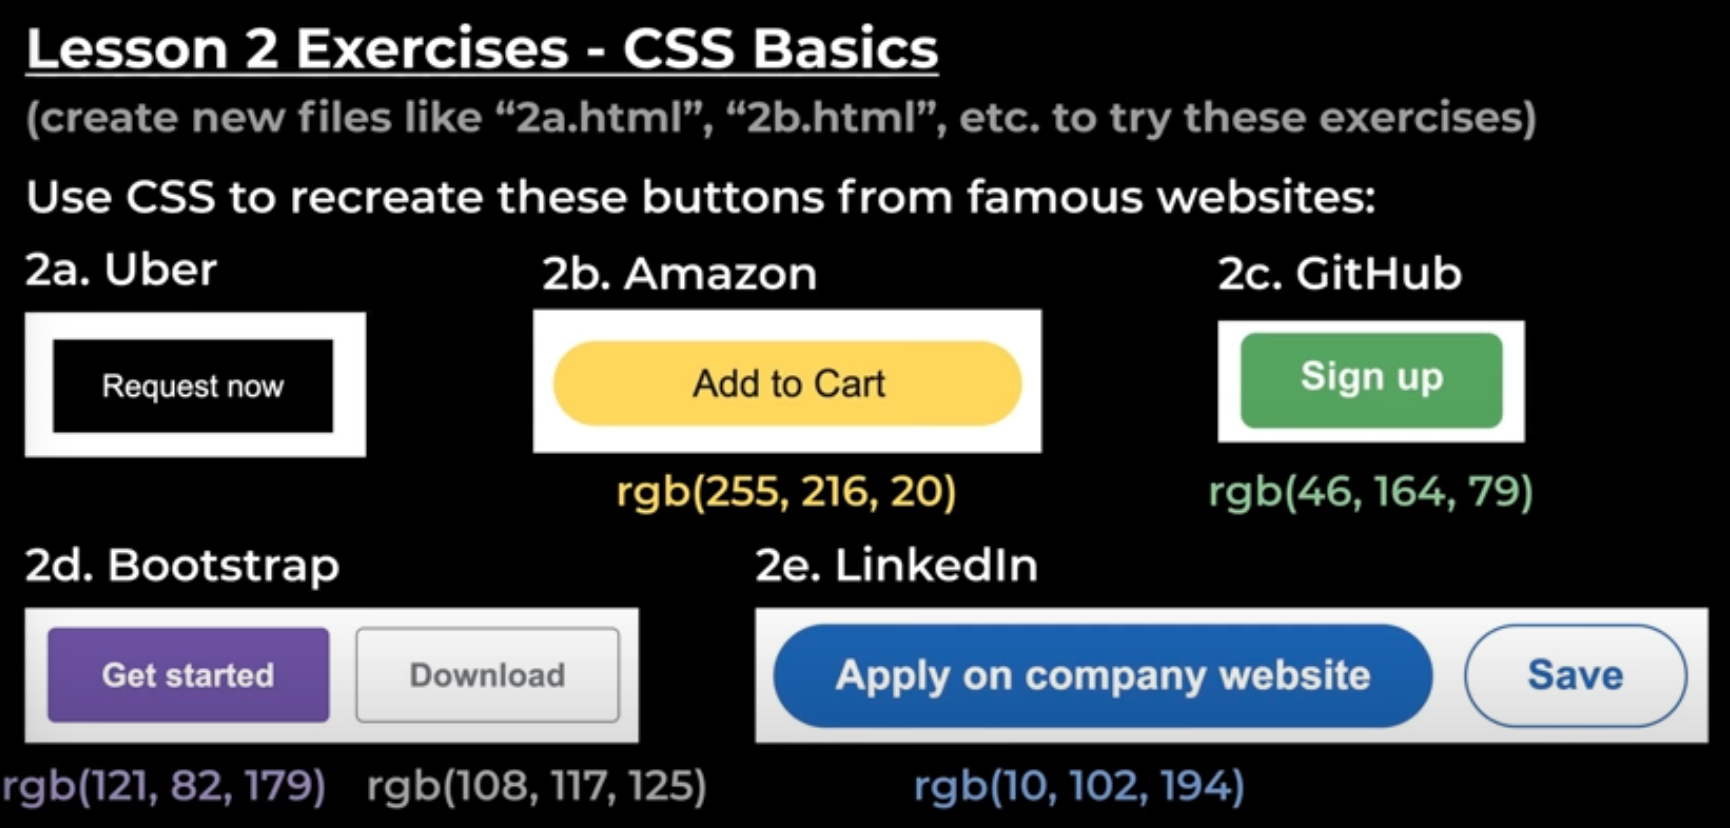 Lesson 2 Exercises - CSS Basics
(create new files like “2a.html”, “2b.html”, etc. to try these exercises)
Use CSS to recreate these buttons from famous websites:
2a. Uber
Request now
2b. Amazon
Add to Cart
rgb(255, 216, 20)
2c. GitHub
Sign up
rgb(46, 164, 79)
2d. Bootstrap
Get started
Download
rgb(121, 82, 179)
rgb(108, 117, 125)
2e. LinkedIn
Apply on company website
Save
rgb(10, 102, 194)